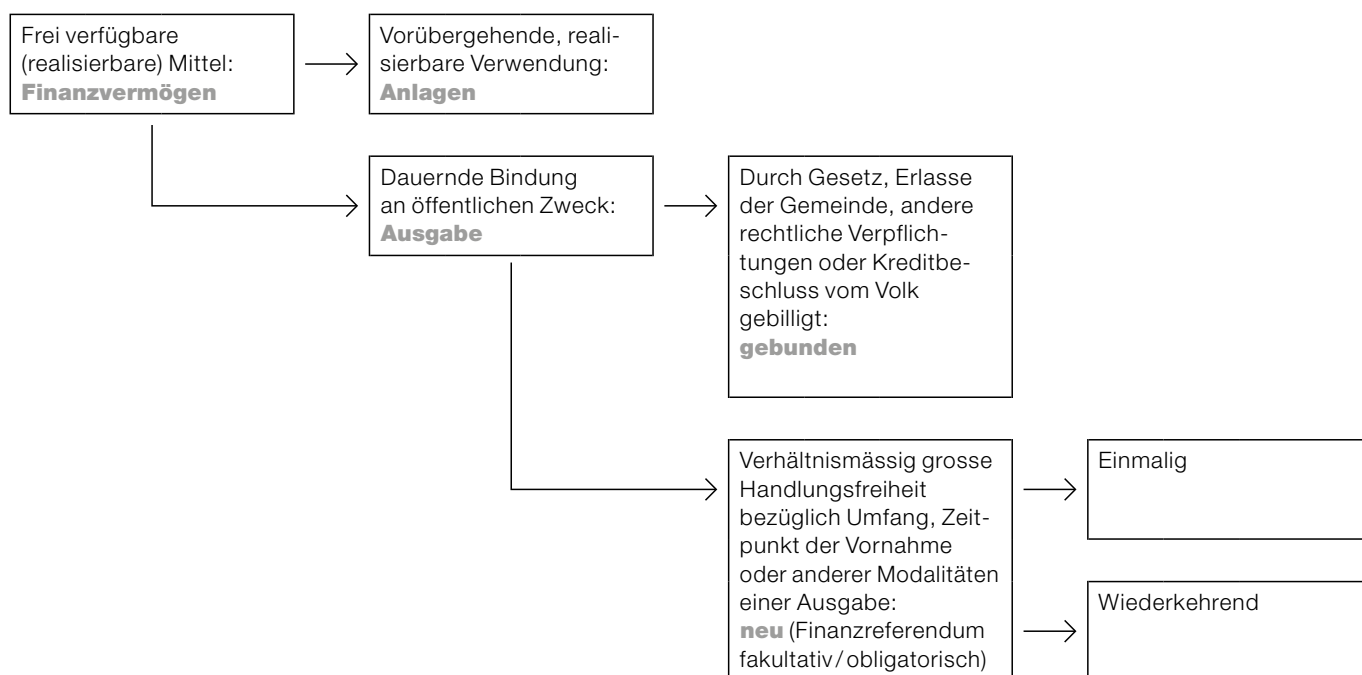 Frei verfügbare
(realisierbare) Mittel:
Finanzvermögen
Vorübergehende, reali-
sierbare Verwendung:
Anlagen
Dauernde Bindung
an öffentlichen Zweck:
Ausgabe
Durch Gesetz, Erlasse
der Gemeinde, andere
rechtliche Verpflich-
tungen oder Kreditbe-
schluss vom Volk
gebilligt:
gebunden
Verhältnismässig grosse
Handlungsfreiheit
bezüglich Umfang, Zeit-
punkt der Vornahme
oder anderer Modalitäten
einer Ausgabe:
neu (Finanzreferendum
fakultativ/obligatorisch)
Einmalig
Wiederkehrend